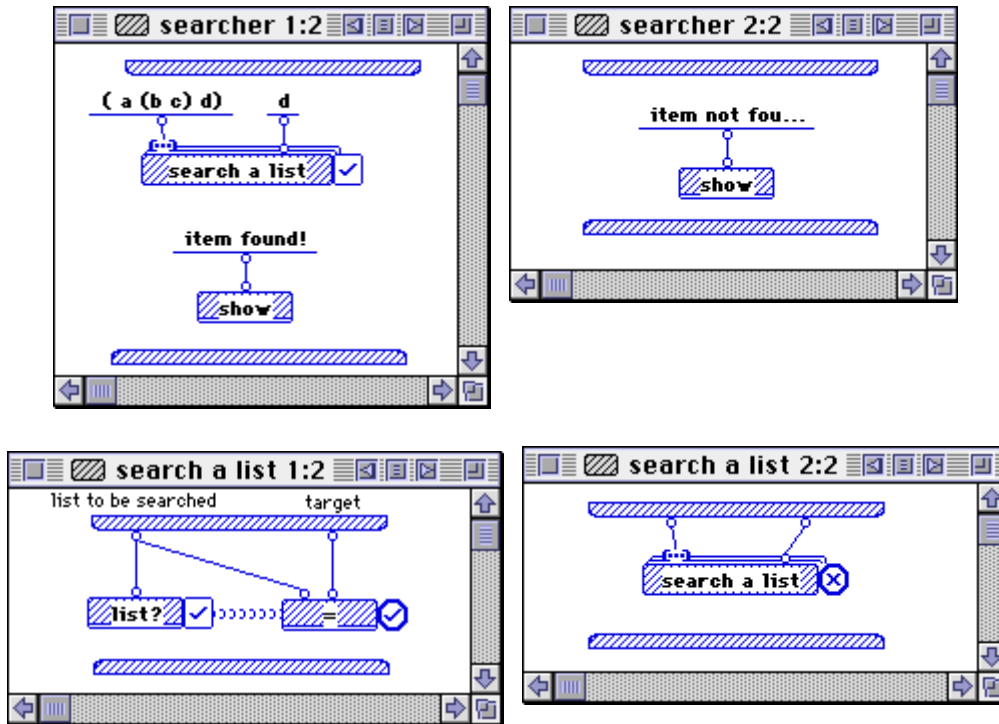 searcher 1:2
( a (b c) d) d
search a list
item found!
show
searcher 2:2
item not fou...
show
search a list 1:2
list to be searched target
list? =
search a list 2:2
search a list